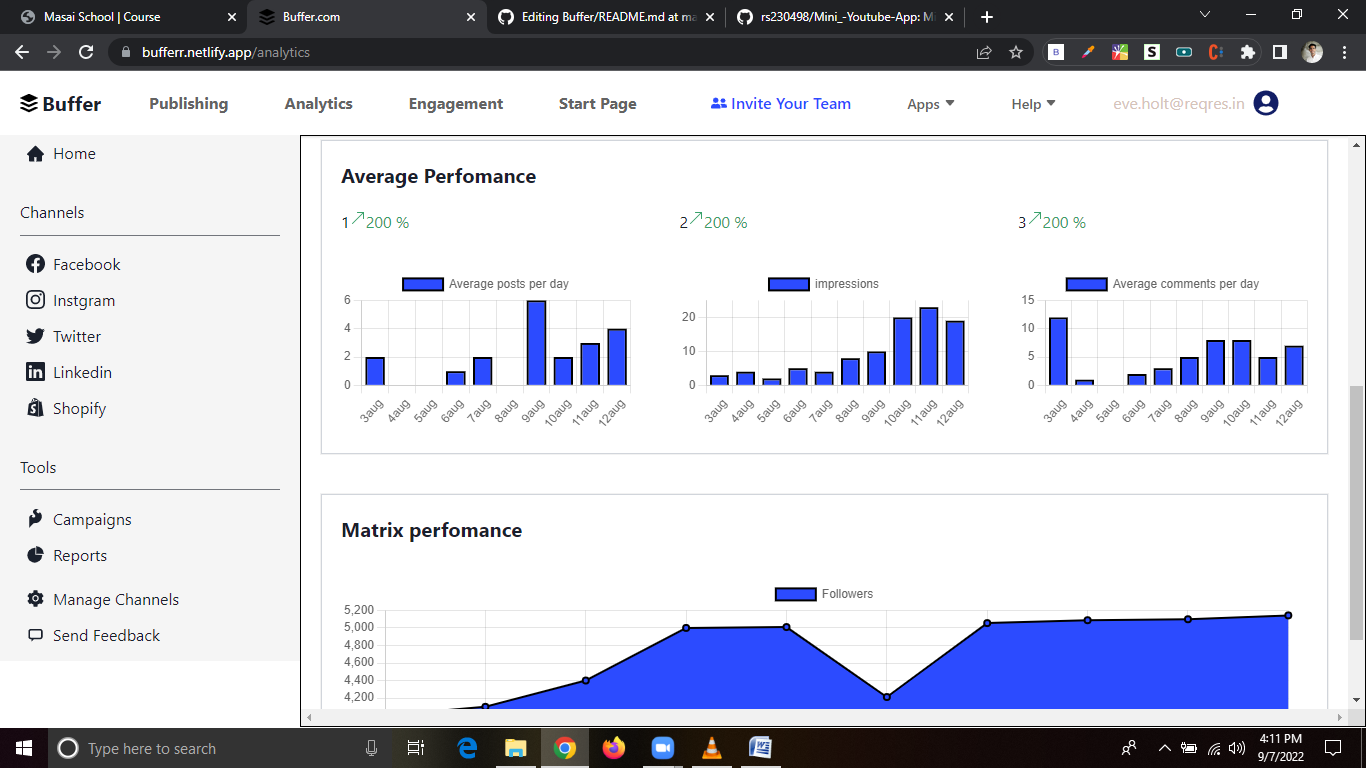 Masai School | Course
Buffer.com
Editing Buffer/README.md at ma
rs230498/Mini_-Youtube-App: Mi
bufferr.netlify.app/analytics
Buffer
Publishing
Analytics
Engagement
Start Page
Invite Your Team
Apps
Help
eve.holt@reqres.in
Home
Channels
Facebook
Instgram
Twitter
Linkedin
Shopify
Tools
Campaigns
Reports
Manage Channels
Send Feedback
Average Perfomance
1 200 %
2 200 %
3 200 %
Average posts per day
6
4
2
0
3aug 4aug 5aug 6aug 7aug 8aug 9aug 10aug 11aug 12aug
impressions
20
10
0
3aug 4aug 5aug 6aug 7aug 8aug 9aug 10aug 11aug 12aug
Average comments per day
15
10
5
0
3aug 4aug 5aug 6aug 7aug 8aug 9aug 10aug 11aug 12aug
Matrix perfomance
Followers
5,200
5,000
4,800
4,600
4,400
4,200
Type here to search
4:11 PM
9/7/2022